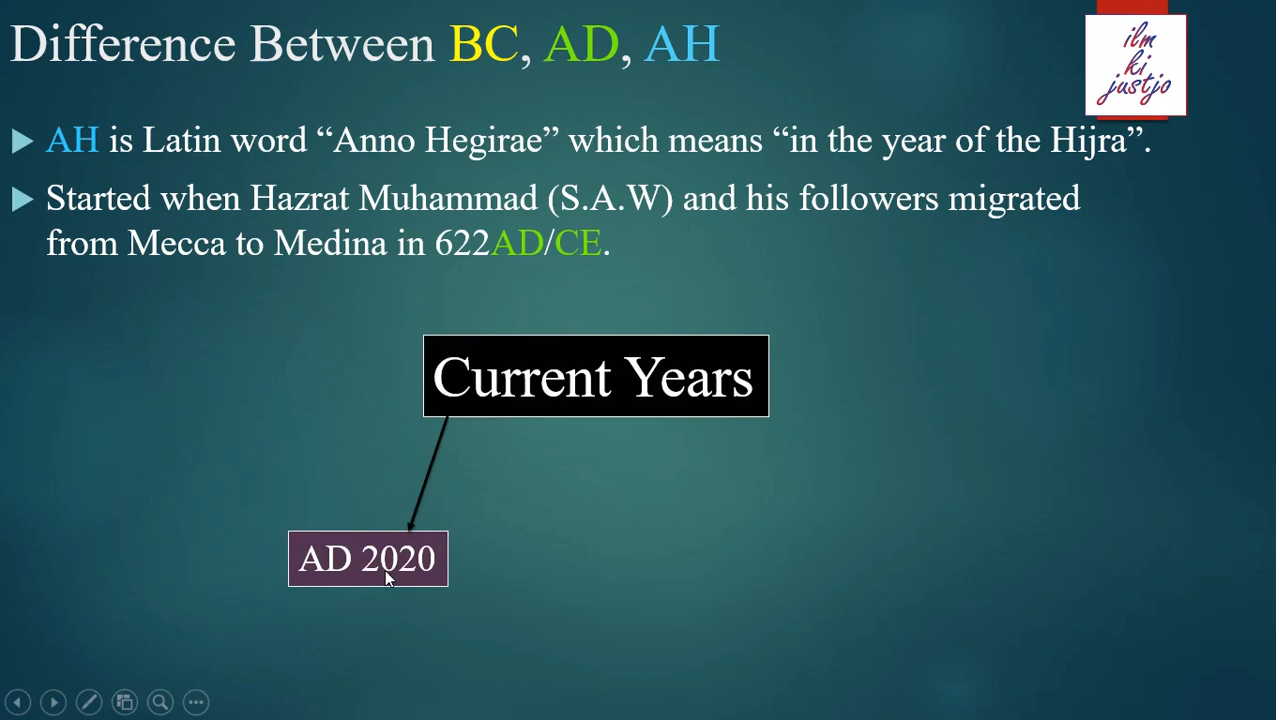 Difference Between BC, AD, AH
ilm
ki
justjo
AH is Latin word “Anno Hegirae” which means “in the year of the Hijra”.
Started when Hazrat Muhammad (S.A.W) and his followers migrated
from Mecca to Medina in 622AD/CE.
Current Years
AD 2020